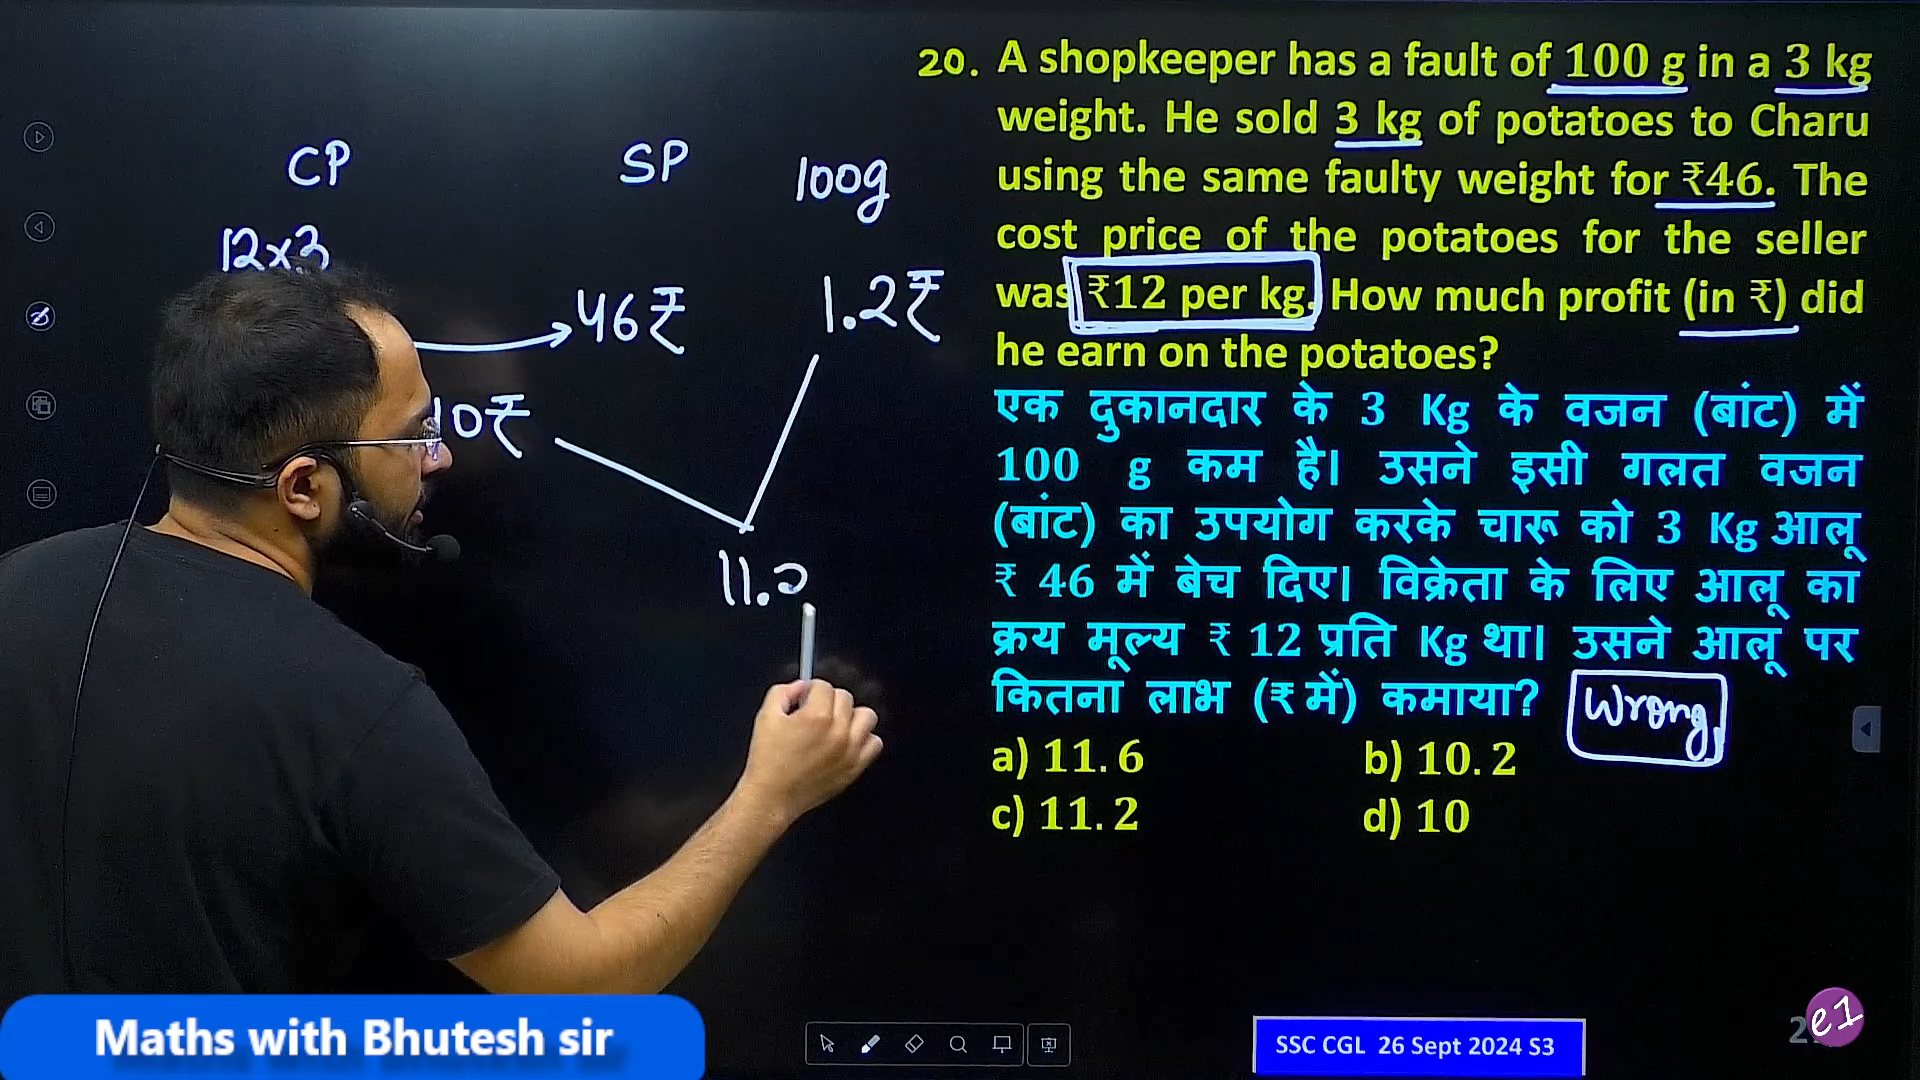 20. A shopkeeper has a fault of 100 g in a 3 kg
weight. He sold 3 kg of potatoes to Charu
using the same faulty weight for ₹46. The
cost price of the potatoes for the seller
was ₹12 per kg. How much profit (in ₹) did
he earn on the potatoes?
एक दुकानदार के 3 Kg के वजन (बांट) में
100 g कम है। उसने इसी गलत वजन
(बांट) का उपयोग करके चारू को 3 Kg आलू
₹ 46 में बेच दिए। विक्रेता के लिए आलू का
क्रय मूल्य ₹ 12 प्रति Kg था। उसने आलू पर
कितना लाभ (₹ में) कमाया?
Wrong
a) 11.6 b) 10.2
c) 11.2 d) 10
CP SP 100g
12x3
46₹ 1.2₹
10₹
11.2
Maths with Bhutesh sir
SSC CGL 26 Sept 2024 S3
e1